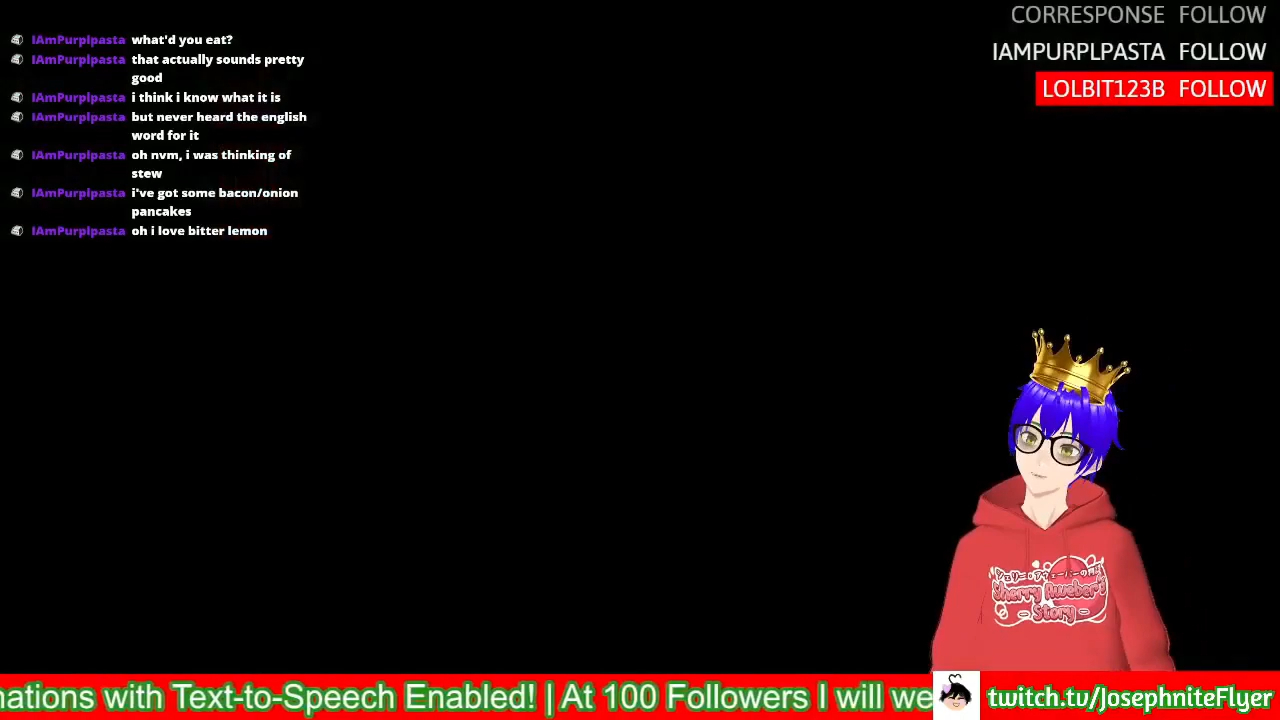 CORRESPONSE FOLLOW
IAMPURPLPASTA FOLLOW
LOLBIT123B FOLLOW
IAmPurplpasta what'd you eat?
IAmPurplpasta that actually sounds pretty
good
IAmPurplpasta i think i know what it is
IAmPurplpasta but never heard the english
word for it
IAmPurplpasta oh nvm, i was thinking of
stew
IAmPurplpasta i've got some bacon/onion
pancakes
IAmPurplpasta oh i love bitter lemon
Sherry Aweberry
Story
nations with Text-to-Speech Enabled! | At 100 Followers I will we
twitch.tv/JosephniteFlyer